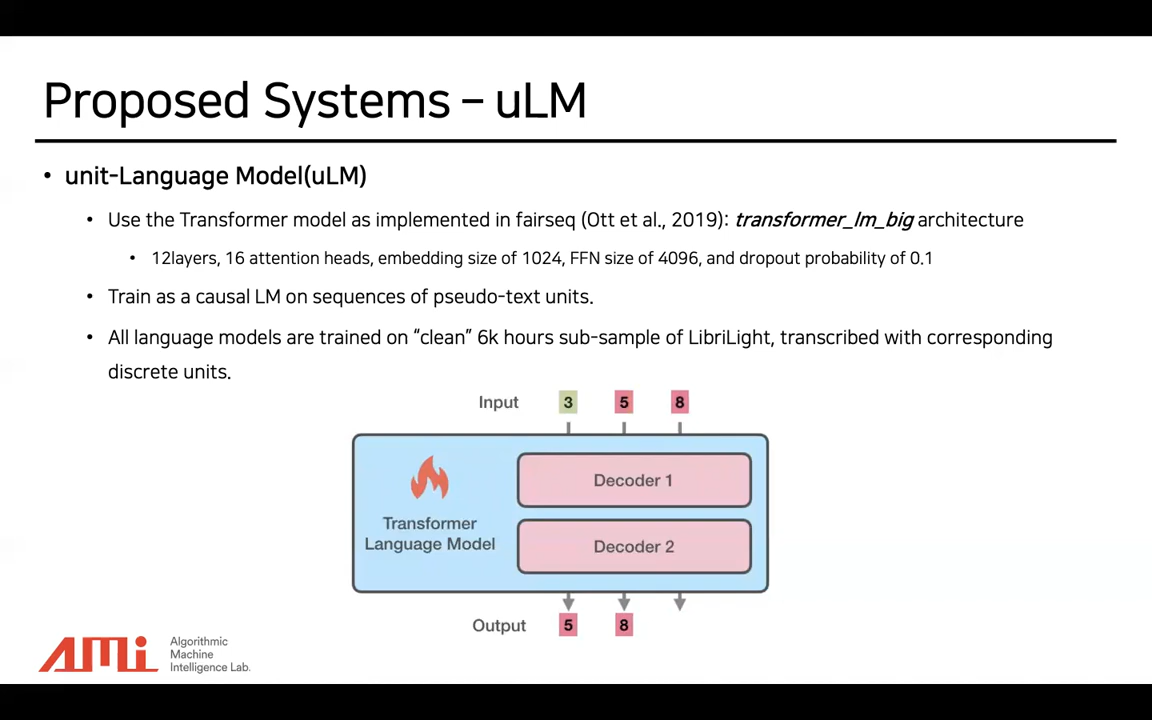 Proposed Systems – uLM
• unit-Language Model(uLM)
• Use the Transformer model as implemented in fairseq (Ott et al., 2019): transformer_lm_big architecture
• 12layers, 16 attention heads, embedding size of 1024, FFN size of 4096, and dropout probability of 0.1
• Train as a causal LM on sequences of pseudo-text units.
• All language models are trained on “clean” 6k hours sub-sample of LibriLight, transcribed with corresponding
discrete units.
Input 3 5 8
Decoder 1
Transformer
Language Model
Decoder 2
Output 5 8
AMi
Algorithmic
Machine
Intelligence Lab.